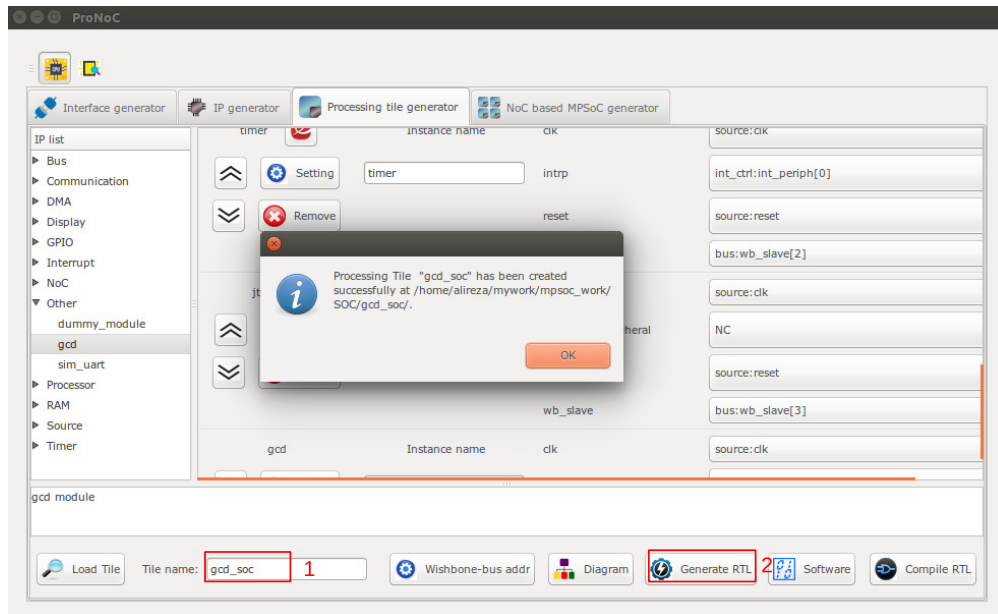 ProNoC
Interface generator
IP generator
Processing tile generator
NoC based MPSoC generator
IP list
Bus
Communication
DMA
Display
GPIO
Interrupt
NoC
Other
dummy_module
gcd
sim_uart
Processor
RAM
Source
Timer
timer Instance name clk source:clk
Setting timer intrp int_ctrl:int_periph[0]
Remove reset source:reset
bus:wb_slave[2]
jt source:clk
heral NC
source:reset
wb_slave bus:wb_slave[3]
gcd Instance name clk source:clk
Processing Tile "gcd_soc" has been created
successfully at /home/alireza/mywork/mpsoc_work/
SOC/gcd_soc/.
OK
gcd module
Load Tile Tile name: gcd_soc 1 Wishbone-bus addr Diagram Generate RTL 2 Software Compile RTL